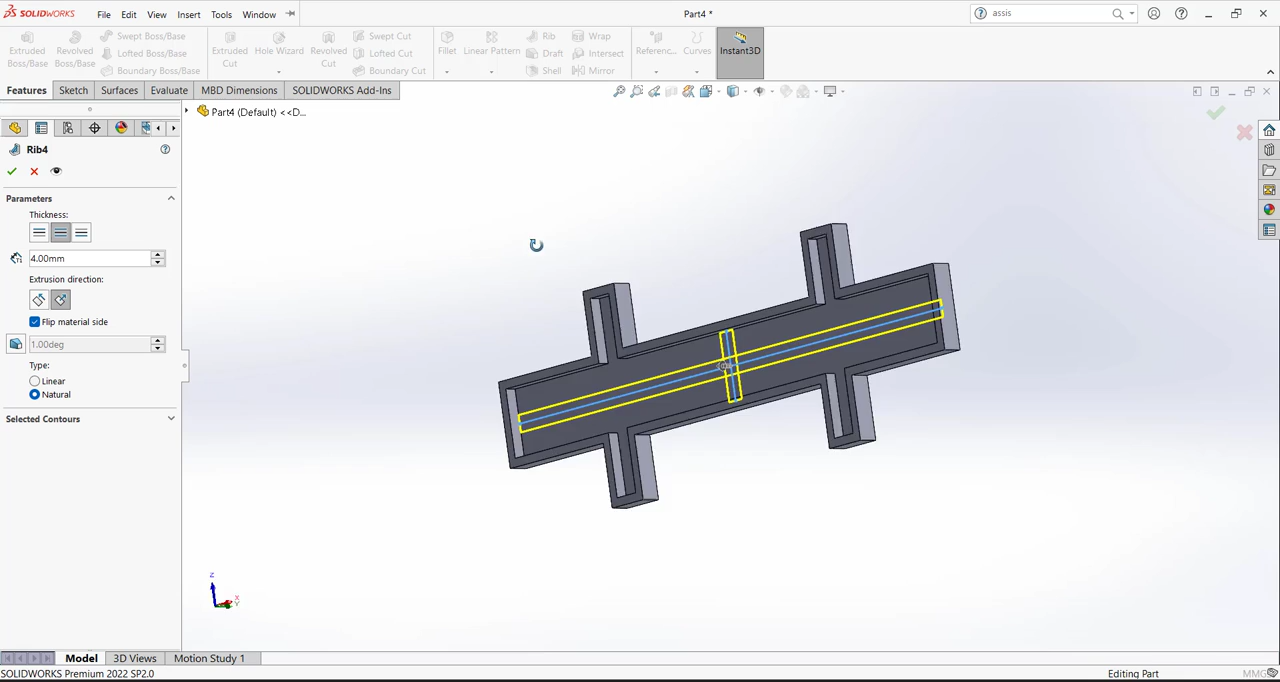 SOLIDWORKS File Edit View Insert Tools Window Part4 * assis
Extruded Boss/Base Revolved Boss/Base Swept Boss/Base Lofted Boss/Base Boundary Boss/Base Extruded Cut Hole Wizard Revolved Cut Swept Cut Lofted Cut Boundary Cut Fillet Linear Pattern Rib Draft Shell Wrap Intersect Mirror Referenc... Curves Instant3D
Features Sketch Surfaces Evaluate MBD Dimensions SOLIDWORKS Add-Ins
Part4 (Default) <<D...
Rib4
Parameters
Thickness:
4.00mm
Extrusion direction:
Flip material side
1.00deg
Type:
Linear
Natural
Selected Contours
Z
X
Y
Model 3D Views Motion Study 1
SOLIDWORKS Premium 2022 SP2.0 Editing Part MMGS